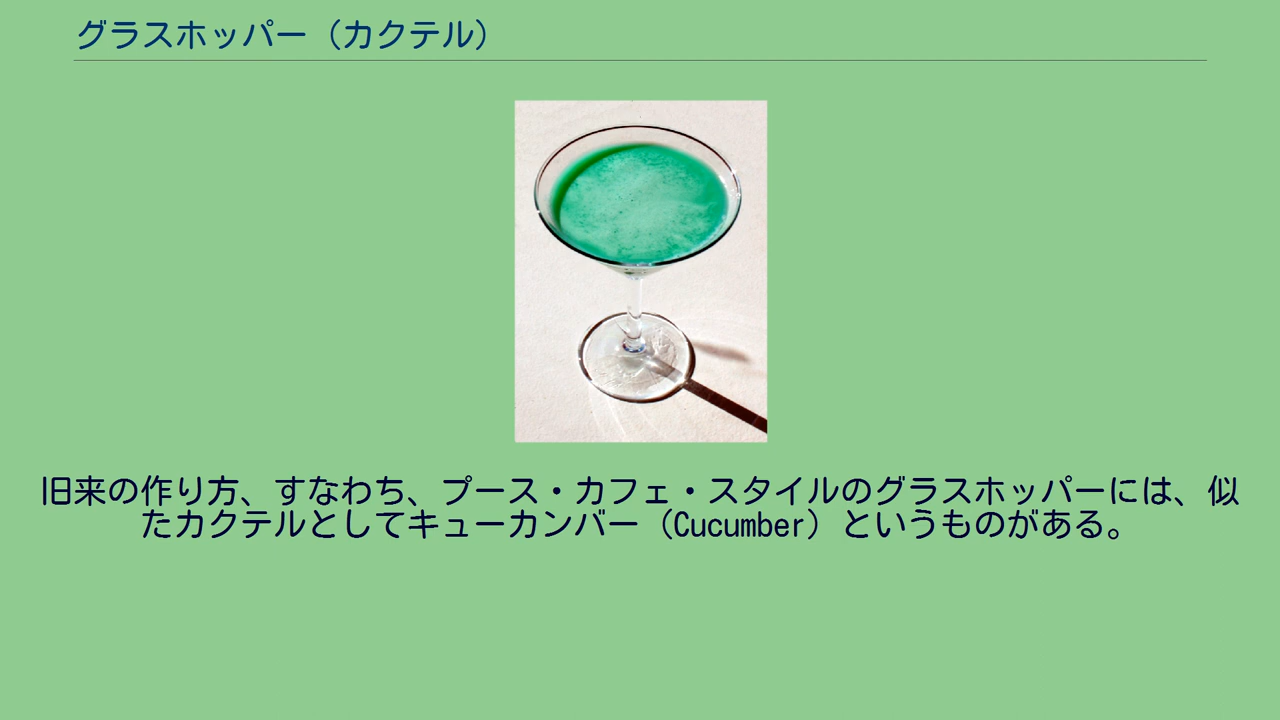 グラスホッパー（カクテル）
旧来の作り方、すなわち、プース・カフェ・スタイルのグラスホッパーには、似
たカクテルとしてキューカンバー（Cucumber）というものがある。